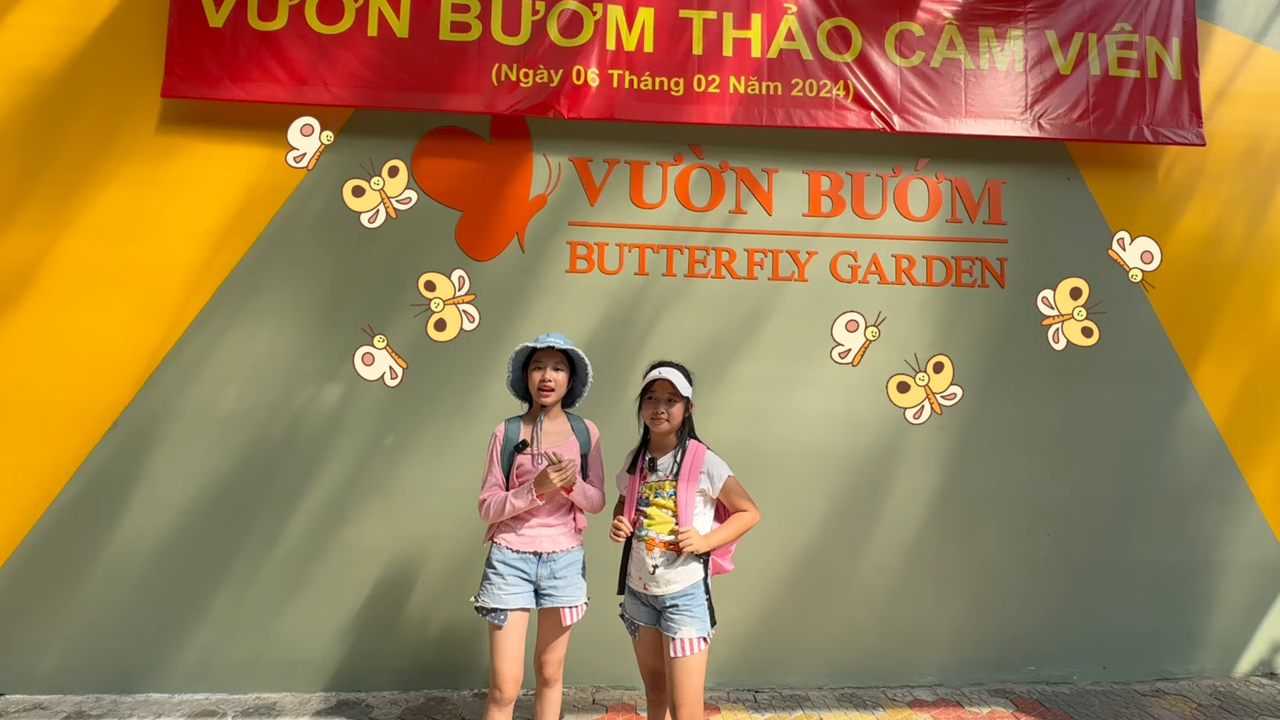 VƯỜN BƯỚM THẢO CẦM VIÊN
(Ngày 06 Tháng 02 Năm 2024)
VƯỜN BƯỚM
BUTTERFLY GARDEN